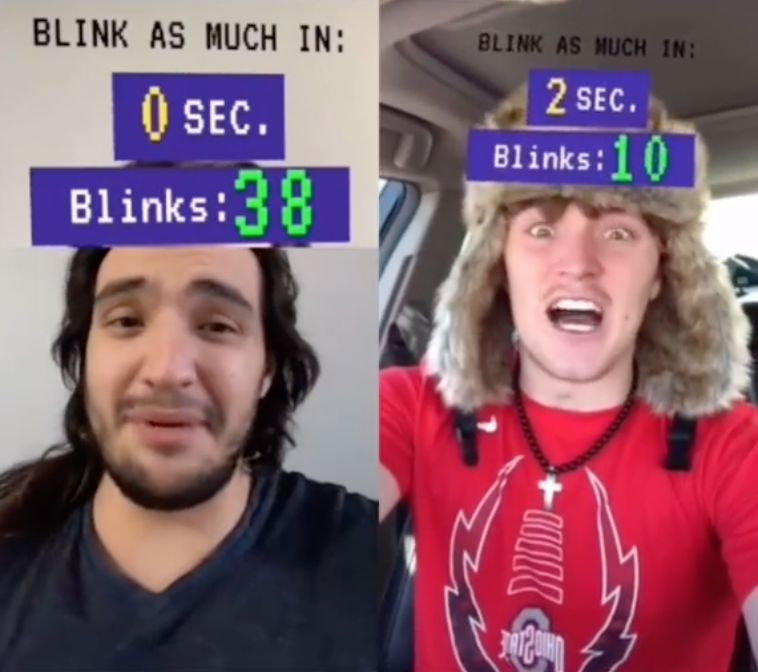 BLINK AS MUCH IN:
0 SEC.
Blinks:38
BLINK AS MUCH IN:
2 SEC.
Blinks:10
OHIO STATE